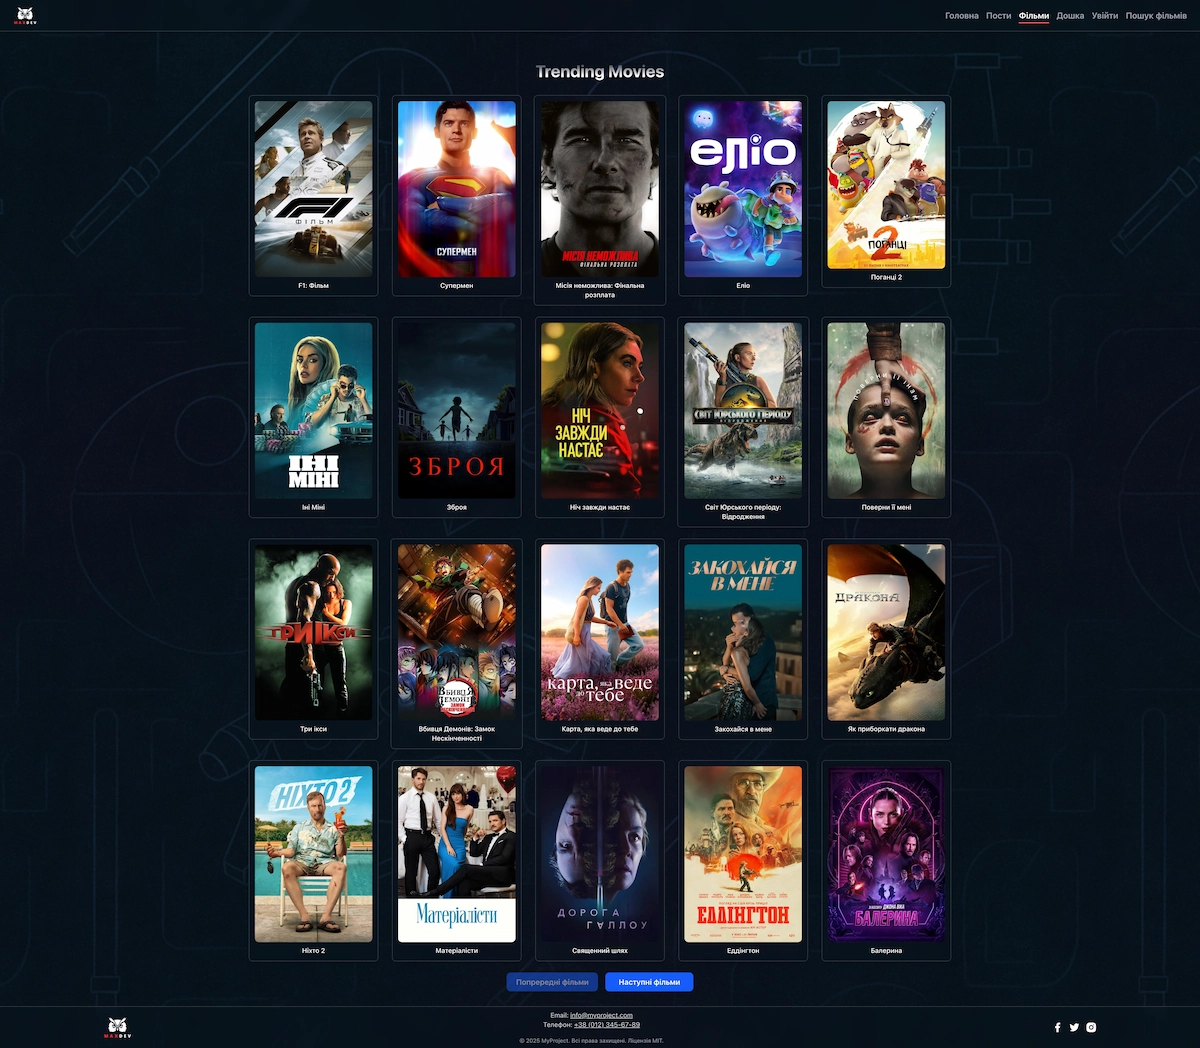 MAXDEV
Головна Пости Фільми Дошка Увійти Пошук фільмів
Trending Movies
F1
ФІЛЬМ
СУПЕРМЕН
МІСІЯ НЕМОЖЛИВА
ФІНАЛЬНА РОЗПЛАТА
еліо
ПОГАНЦІ
2
F1: Фільм
Супермен
Місія неможлива: Фінальна
розплата
Еліо
Поганці 2
ІНІ
МІНІ
ЗБРОЯ
НІЧ
ЗАВЖДИ
НАСТАЄ
СВІТ ЮРСЬКОГО ПЕРІОДУ
ВІДРОДЖЕННЯ
ПОВЕРНИ ЇЇ МЕНІ
Іні Міні
Зброя
Ніч завжди настає
Світ Юрського періоду:
Відродження
Поверни її мені
ТРИ ІКСИ
ВБИВЦЯ
ДЕМОНІВ
ЗАМОК
НЕСКІНЧЕННОСТІ
карта, яка веде
до тебе
ЗАКОХАЙСЯ
В МЕНЕ
ДРАКОНА
Три ікси
Вбивця Демонів: Замок
Нескінченності
Карта, яка веде до тебе
Закохайся в мене
Як приборкати дракона
НІХТО 2
Матеріалісти
ДОРОГА
ГАЛЛОУ
ЕДДІНГТОН
ДЖОНА ВІКА
БАЛЕРИНА
Ніхто 2
Матеріалісти
Священний шлях
Еддінгтон
Балерина
Попрередні фільми
Наступні фільми
MAXDEV
Email: info@myproject.com
Телефон: +38 (012) 345-67-89
© 2025 MyProject. Всі права захищені. Ліцензія MIT.